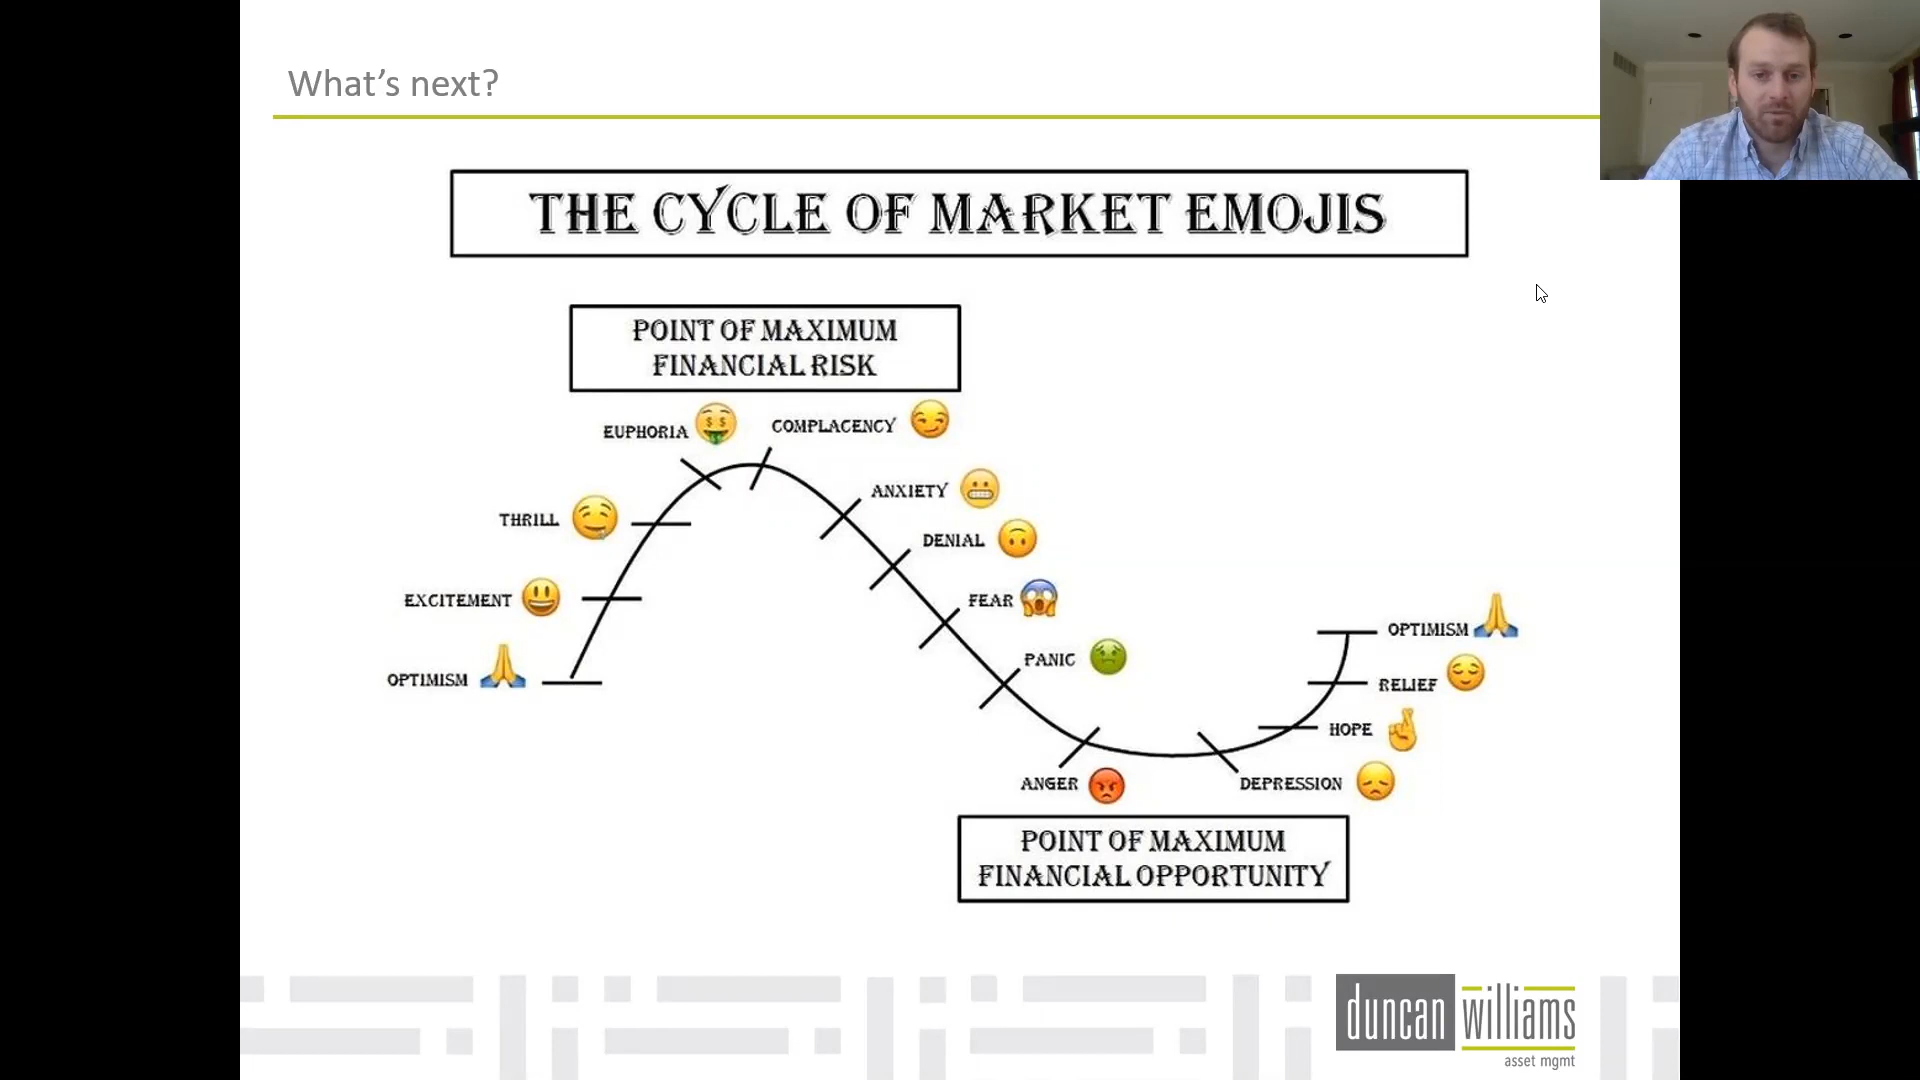 What's next?
THE CYCLE OF MARKET EMOJIS
POINT OF MAXIMUM
FINANCIAL RISK
EUPHORIA
COMPLACENCY
ANXIETY
THRILL
DENIAL
EXCITEMENT
FEAR
OPTIMISM
PANIC
OPTIMISM
RELIEF
HOPE
ANGER
DEPRESSION
POINT OF MAXIMUM
FINANCIAL OPPORTUNITY
duncan williams
asset mgmt